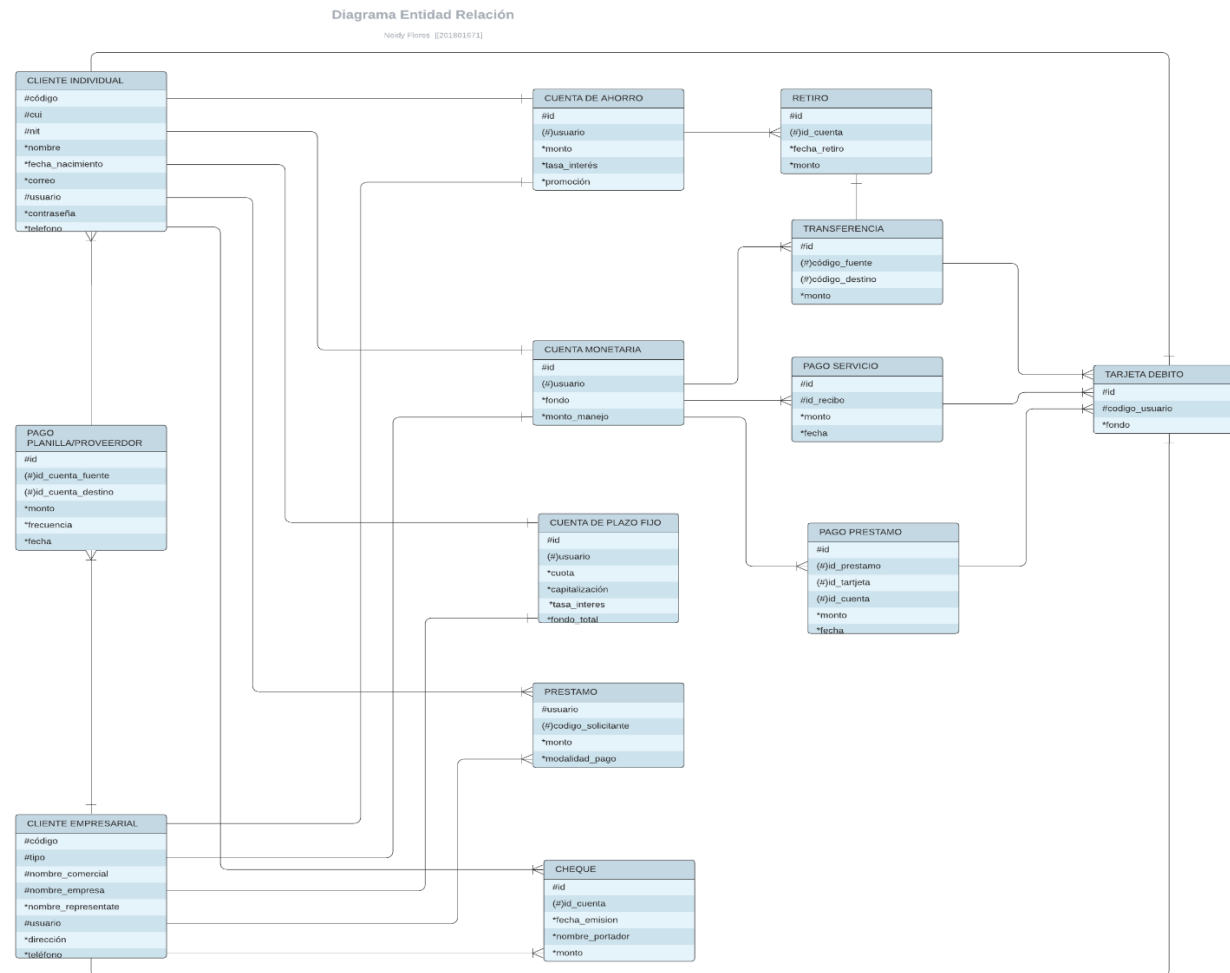 Diagrama Entidad Relación
Neidy Flores |[201801671]
CLIENTE INDIVIDUAL
#código
#cui
#nit
*nombre
*fecha_nacimiento
*correo
#usuario
*contraseña
*telefono
CUENTA DE AHORRO
#id
(#)usuario
*monto
*tasa_interés
*promoción
RETIRO
#id
(#)id_cuenta
*fecha_retiro
*monto
TRANSFERENCIA
#id
(#)código_fuente
(#)código_destino
*monto
CUENTA MONETARIA
#id
(#)usuario
*fondo
*monto_manejo
PAGO SERVICIO
#id
#id_recibo
*monto
*fecha
TARJETA DEBITO
#id
#codigo_usuario
*fondo
PAGO
PLANILLA/PROVEERDOR
#id
(#)id_cuenta_fuente
(#)id_cuenta_destino
*monto
*frecuencia
*fecha
CUENTA DE PLAZO FIJO
#id
(#)usuario
*cuota
*capitalización
*tasa_interes
*fondo_total
PAGO PRESTAMO
#id
(#)id_prestamo
(#)id_tartjeta
(#)id_cuenta
*monto
*fecha
PRESTAMO
#usuario
(#)codigo_solicitante
*monto
*modalidad_pago
CLIENTE EMPRESARIAL
#código
#tipo
#nombre_comercial
#nombre_empresa
*nombre_representate
#usuario
*dirección
*teléfono
CHEQUE
#id
(#)id_cuenta
*fecha_emision
*nombre_portador
*monto